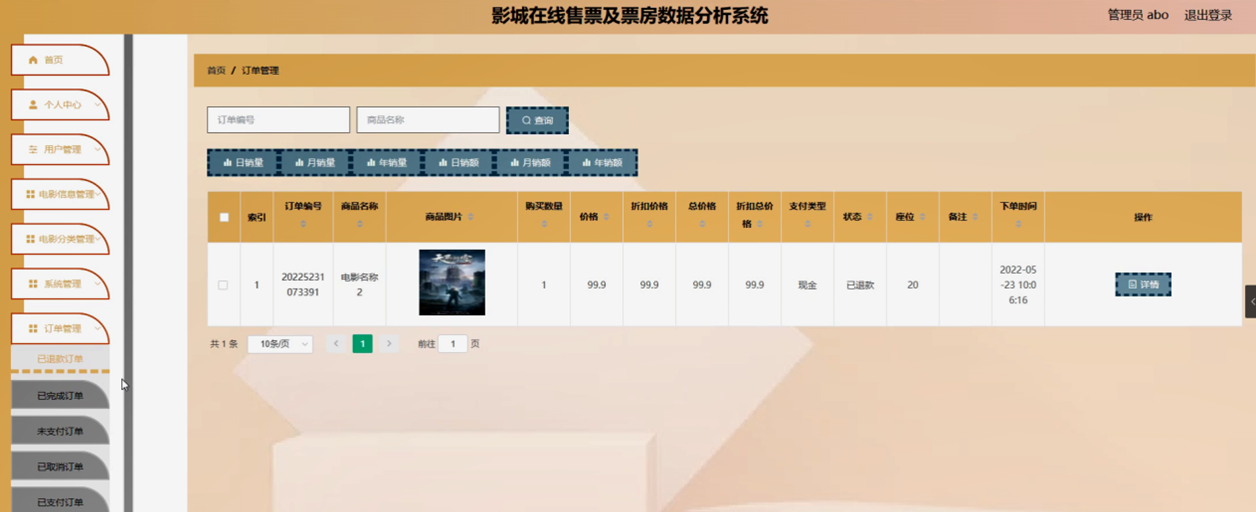 影城在线售票及票房数据分析系统
管理员 abo 退出登录
首页
个人中心
用户管理
电影信息管理
电影分类管理
系统管理
订单管理
已退款订单
已完成订单
未支付订单
已取消订单
已支付订单
首页 / 订单管理
订单编号 商品名称 查询
日销量 月销量 年销量 日销额 月销额 年销额
索引 订单编号 商品名称 商品图片 购买数量 价格 折扣价格 总价格 折扣总价格 支付类型 状态 座位 备注 下单时间 操作
1 20225231073391 电影名称2 1 99.9 99.9 99.9 99.9 现金 已退款 20 2022-05-23 10:06:16 详情
共 1 条 10条/页 1 前往 1 页